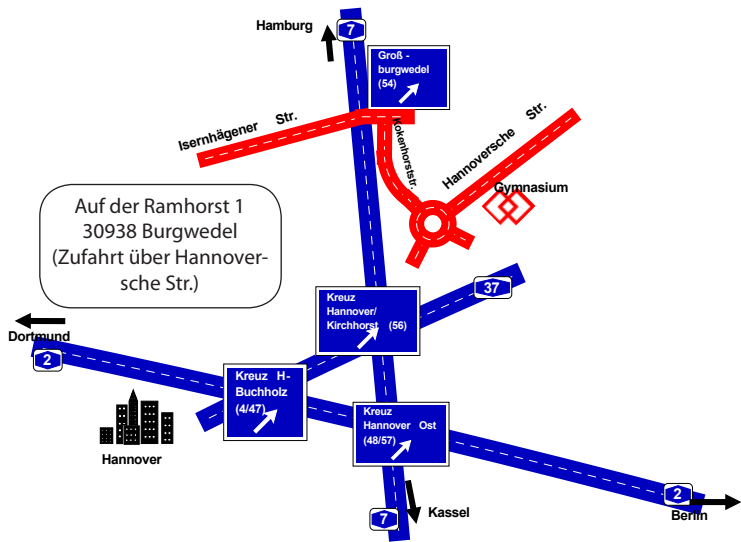 Hamburg
7
Groß -
burgwedel
(54)
Isernhägener Str.
Kokenhorststr.
Hannoversche Str.
Gymnasium
Auf der Ramhorst 1
30938 Burgwedel
(Zufahrt über Hannover-
sche Str.)
37
Kreuz
Hannover/
Kirchhorst (56)
Dortmund
2
Kreuz H-
Buchholz
(4/47)
Kreuz
Hannover Ost
(48/57)
Hannover
2
Berlin
7
Kassel